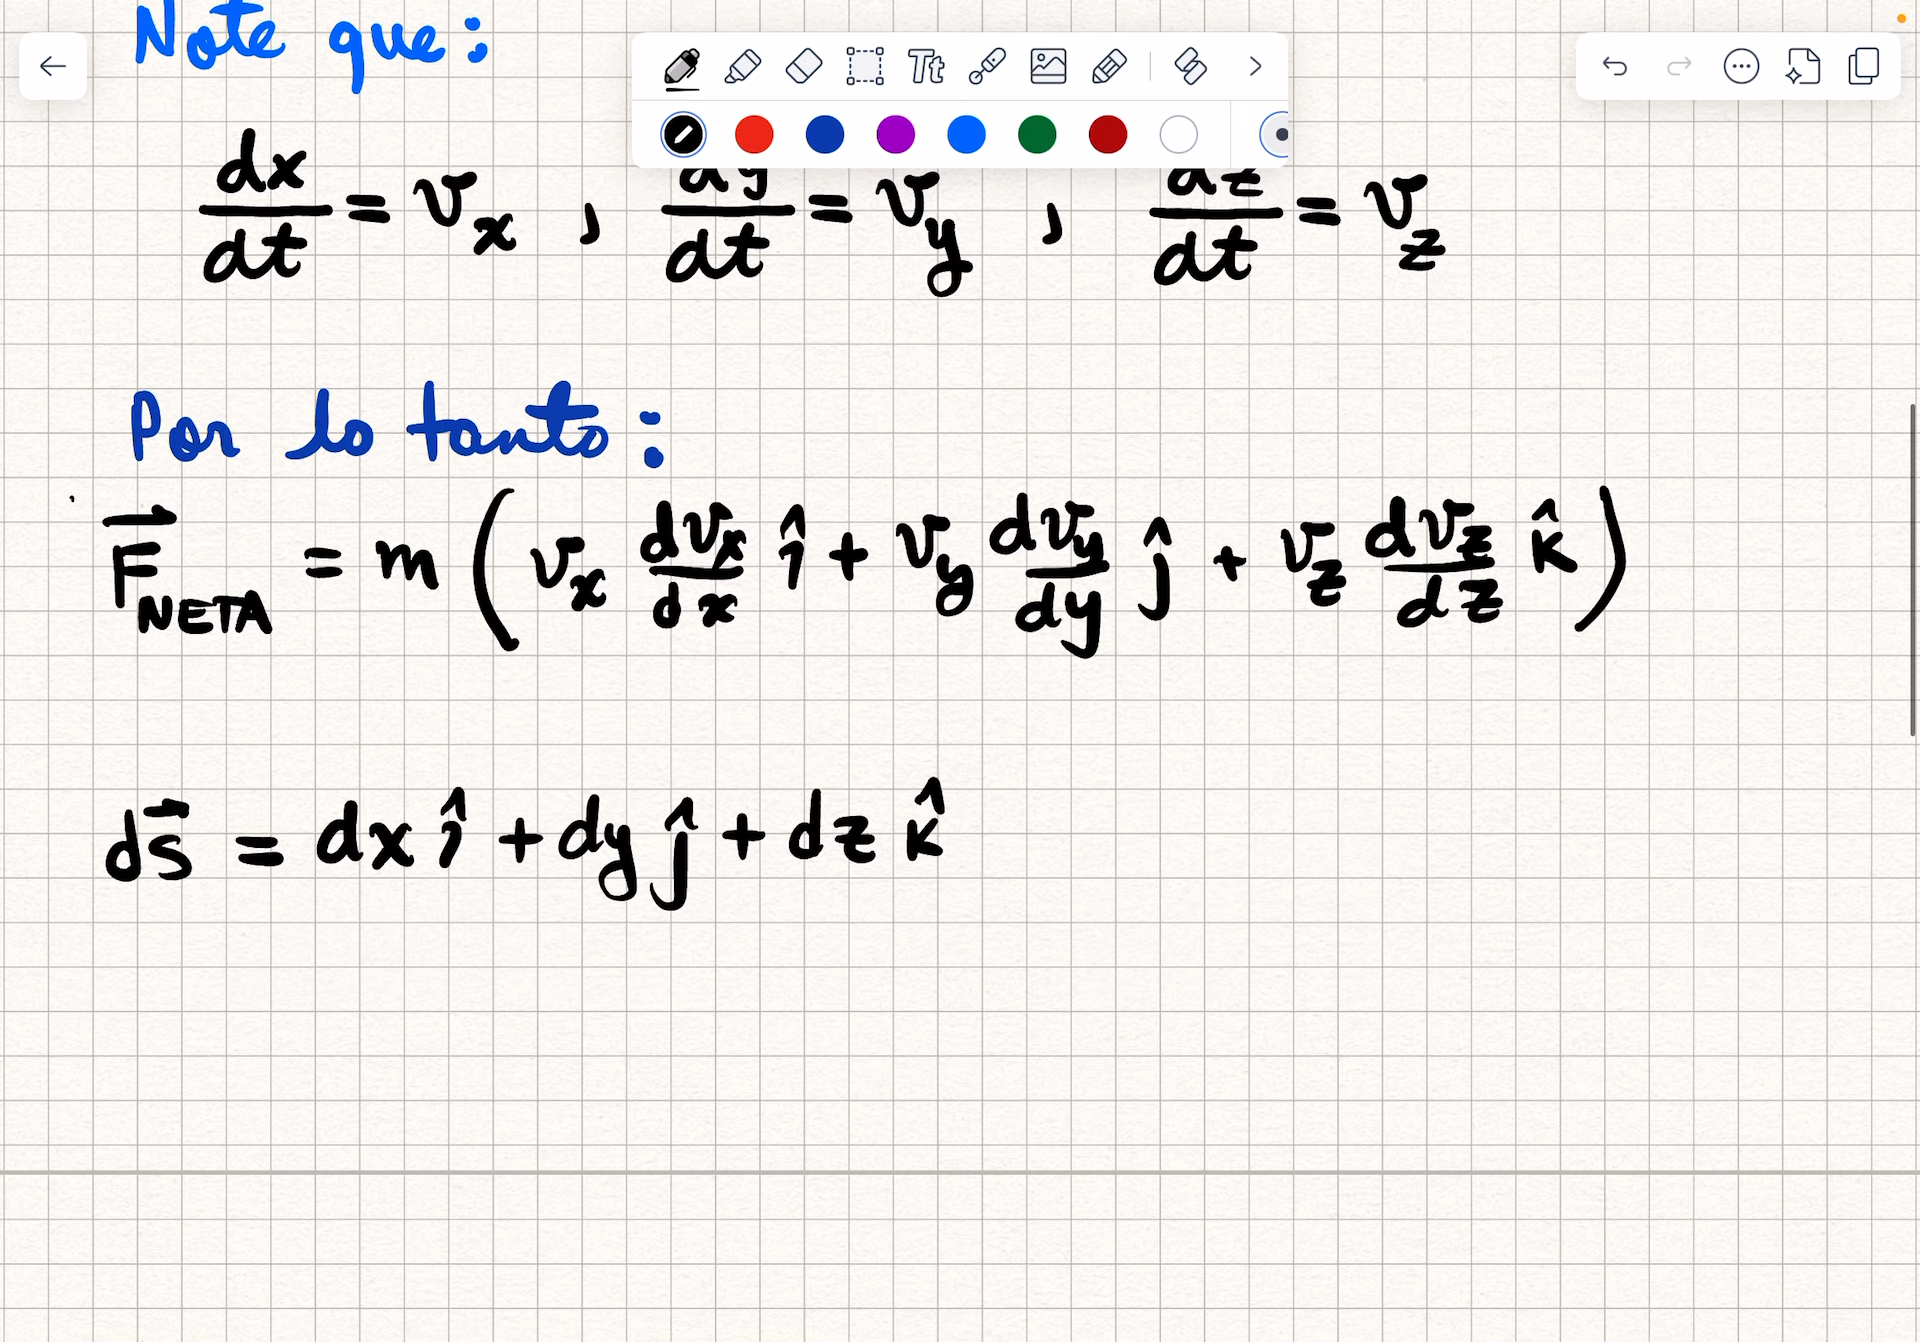 Note que:
Tt
dx/dt = vx , dy/dt = vy , dz/dt = vz
Por lo tanto:
F⃗NETA = m ( vx dvx/dx î + vy dvy/dy ĵ + vz dvz/dz k̂ )
ds⃗ = dx î + dy ĵ + dz k̂